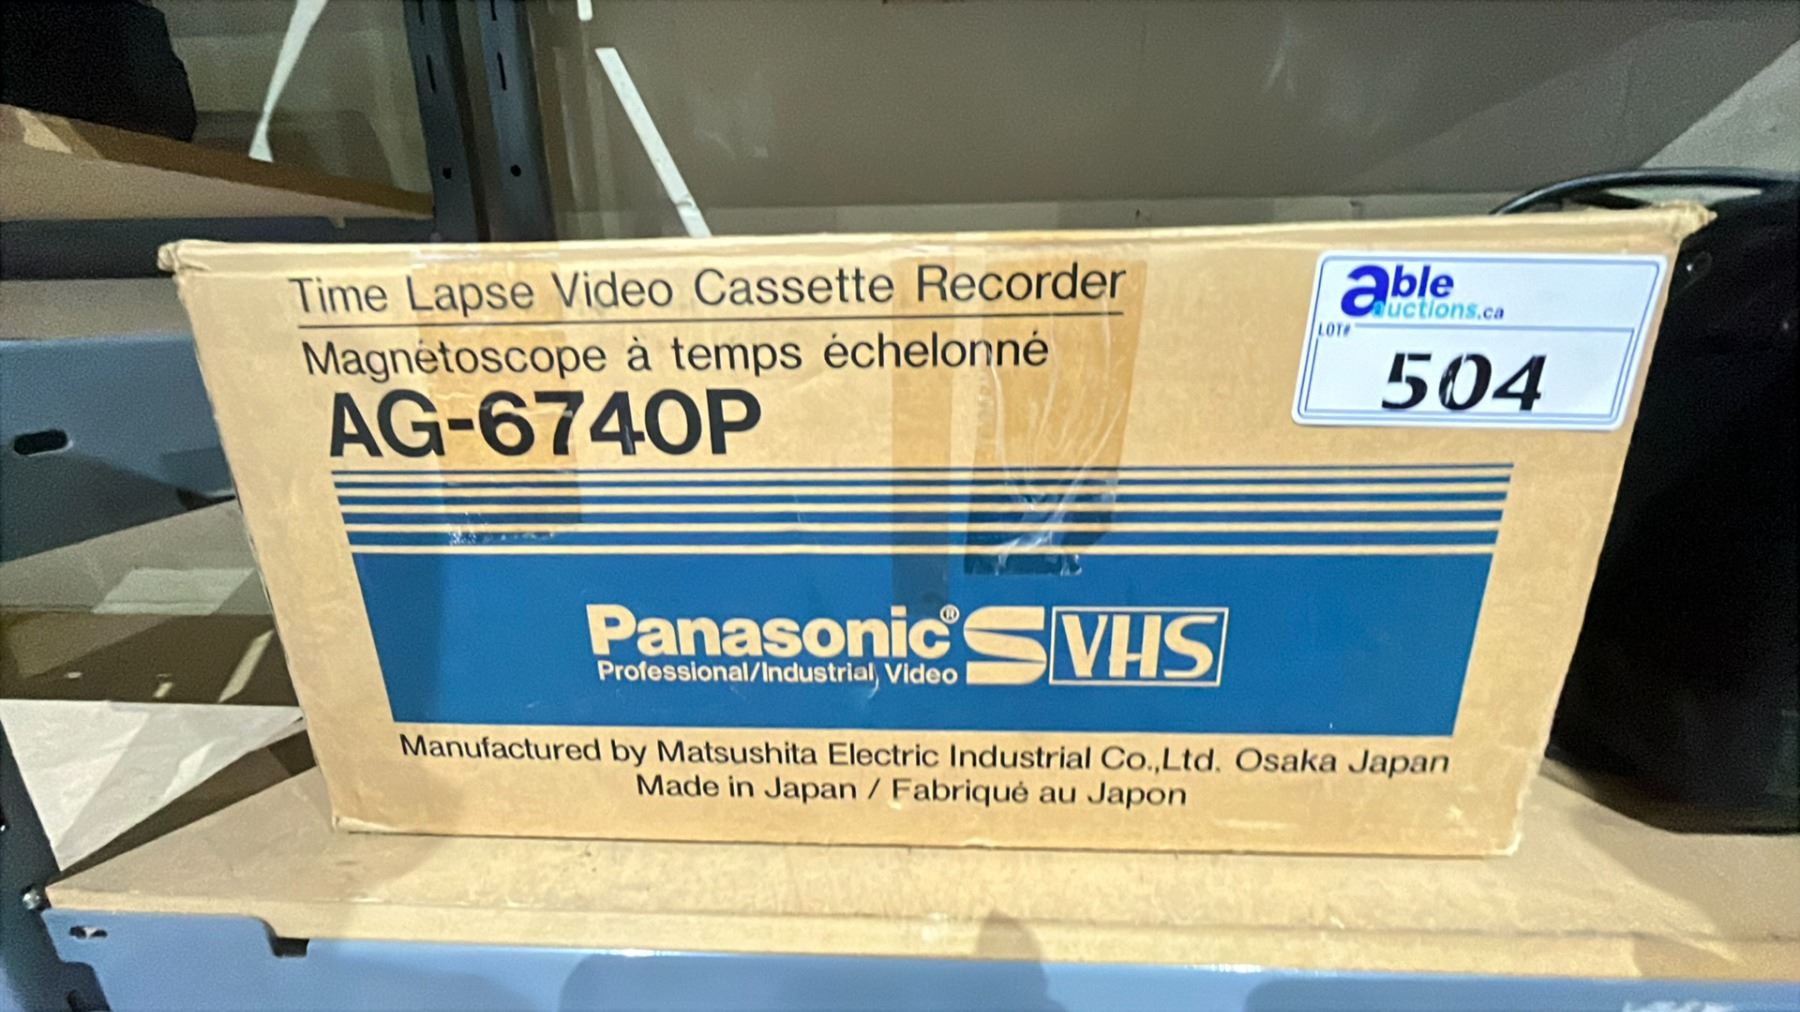 Time Lapse Video Cassette Recorder
Magnétoscope à temps échelonné
AG-6740P
able
auctions.ca
LOT#
504
Panasonic® S VHS
Professional/Industrial Video
Manufactured by Matsushita Electric Industrial Co.,Ltd. Osaka Japan
Made in Japan / Fabriqué au Japon